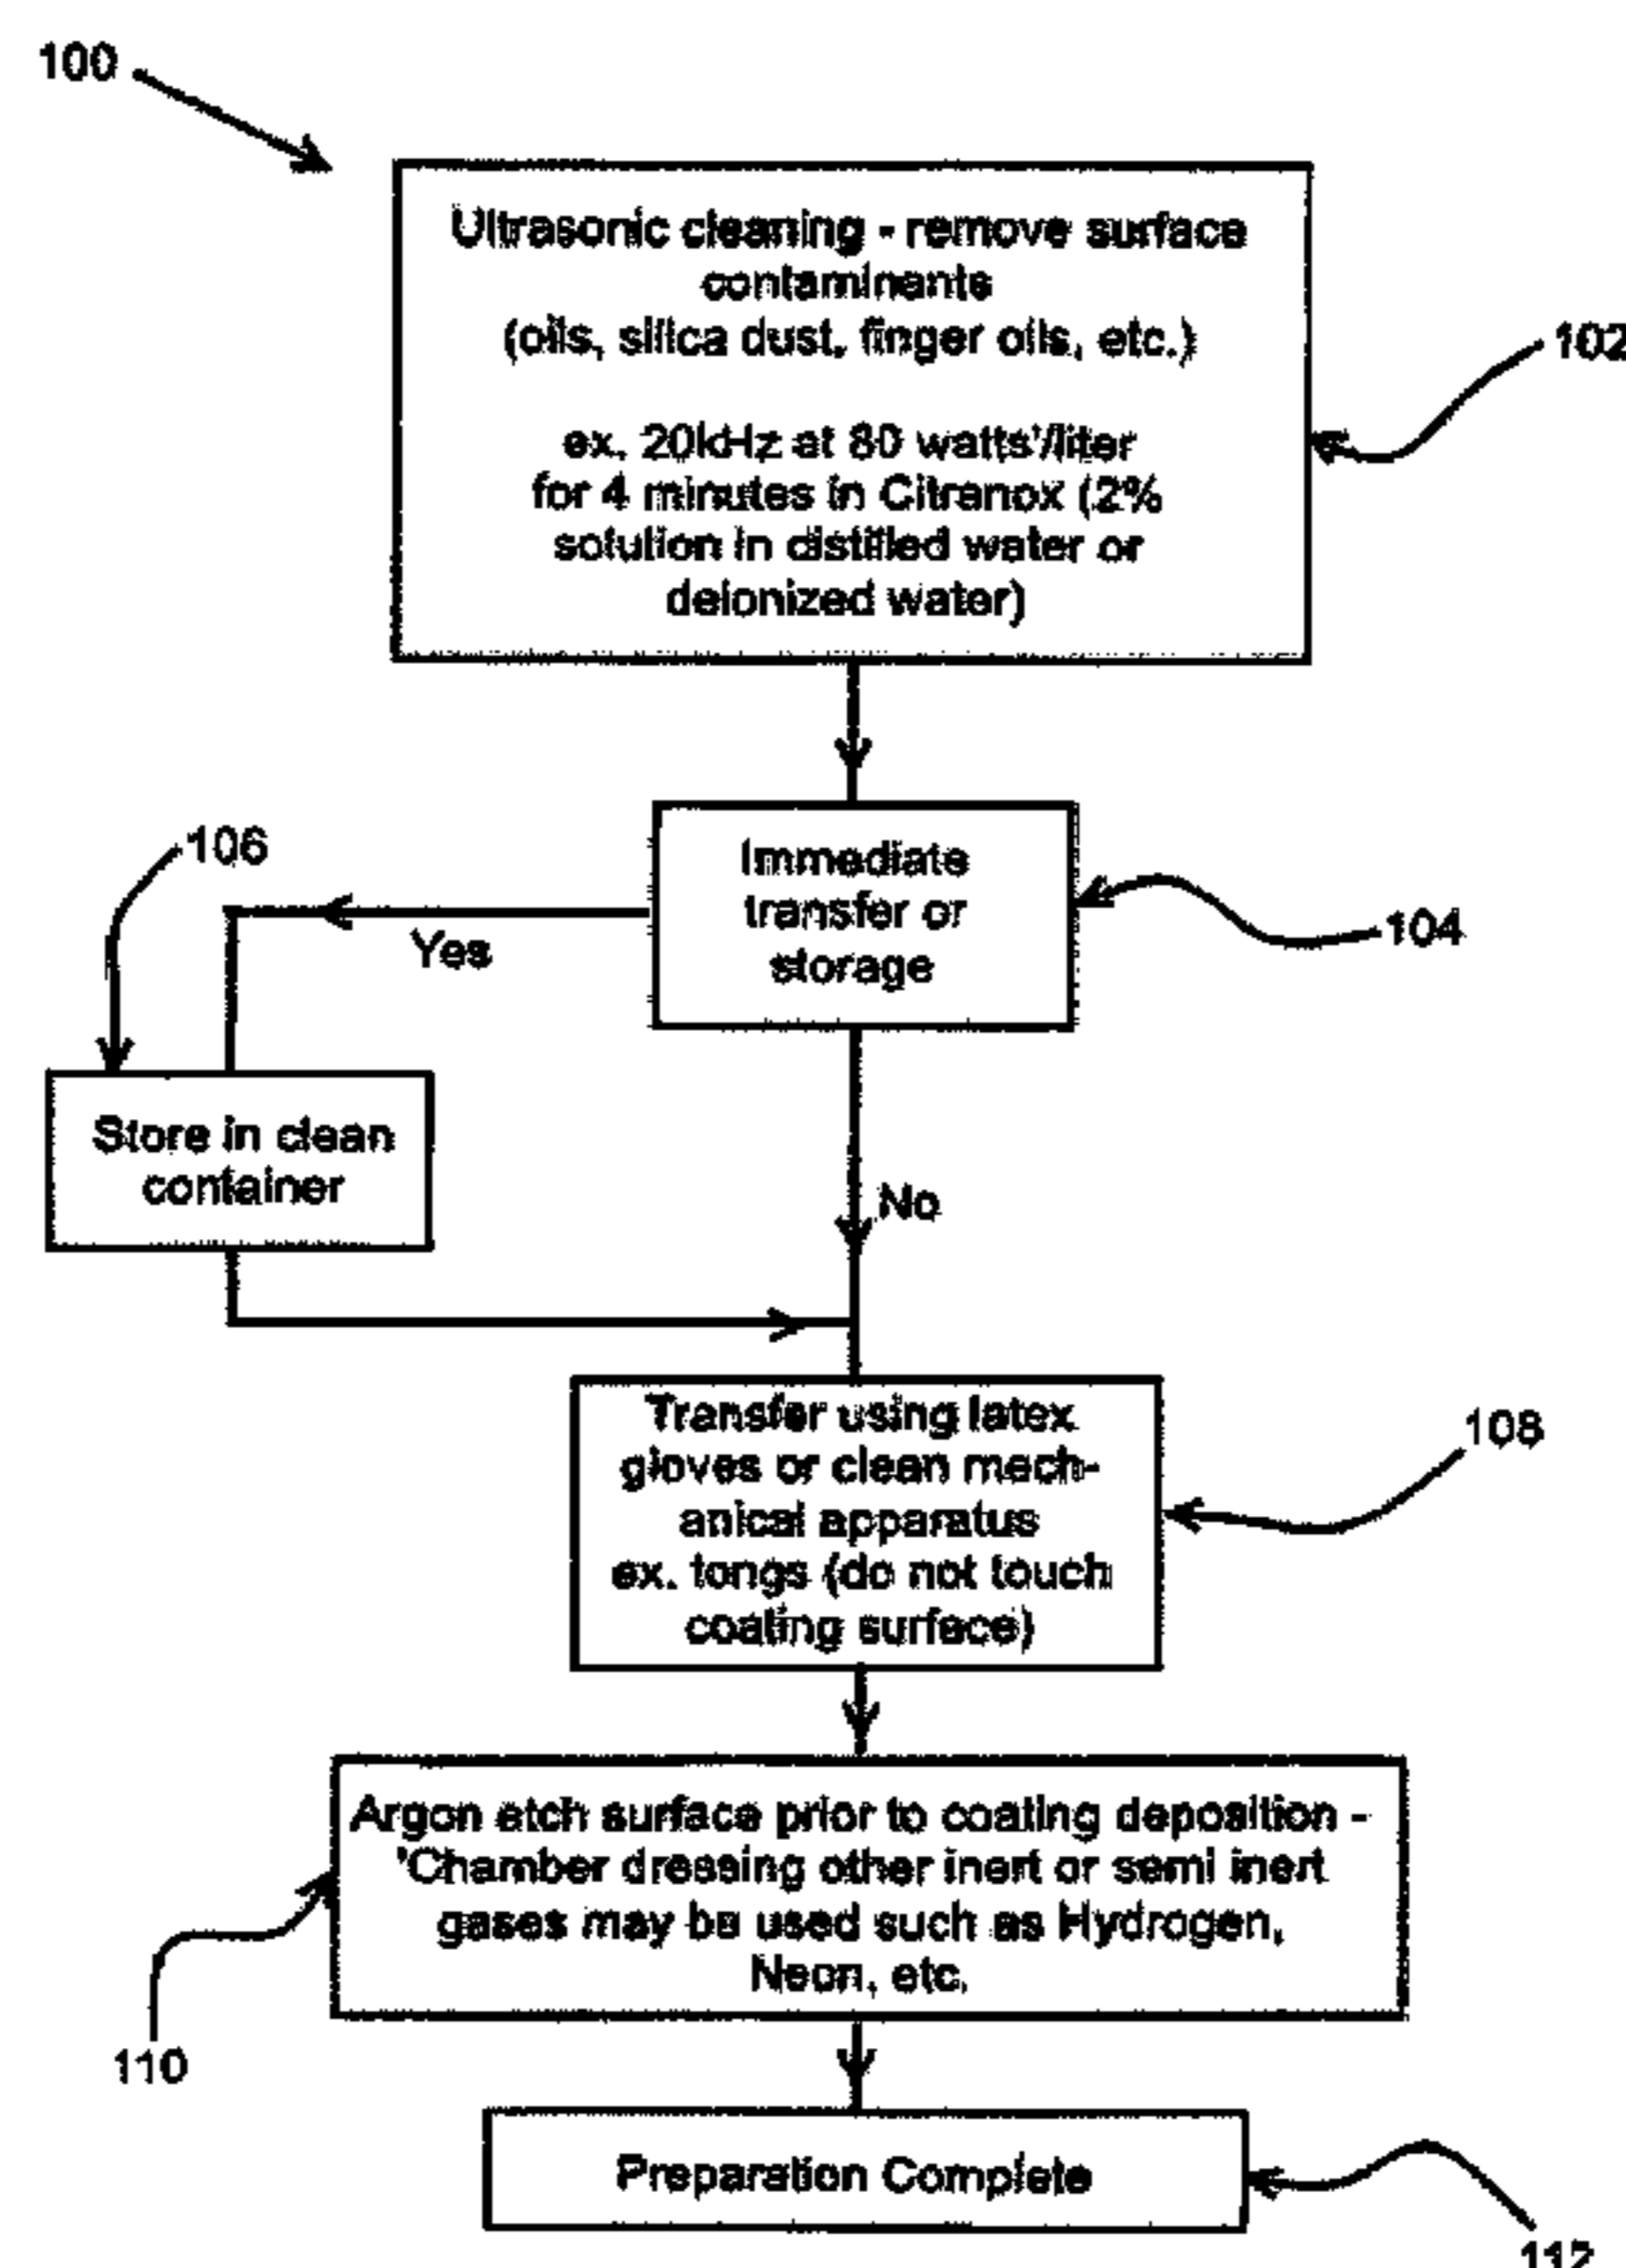 100
Ultrasonic cleaning - remove surface
contaminants
(oils, silica dust, finger oils, etc.)
ex. 20kHz at 80 watts'/liter
for 4 minutes in Citranox (2%
solution in distilled water or
deionized water)
102
Immediate
transfer or
storage
104
106
Yes
Store in clean
container
No
Transfer using latex
gloves or clean mech-
anical apparatus
ex. tongs (do not touch
coating surface)
108
Argon etch surface prior to coating deposition -
'Chamber dressing other inert or semi inert
gases may be used such as Hydrogen,
Neon, etc.
110
Preparation Complete
112